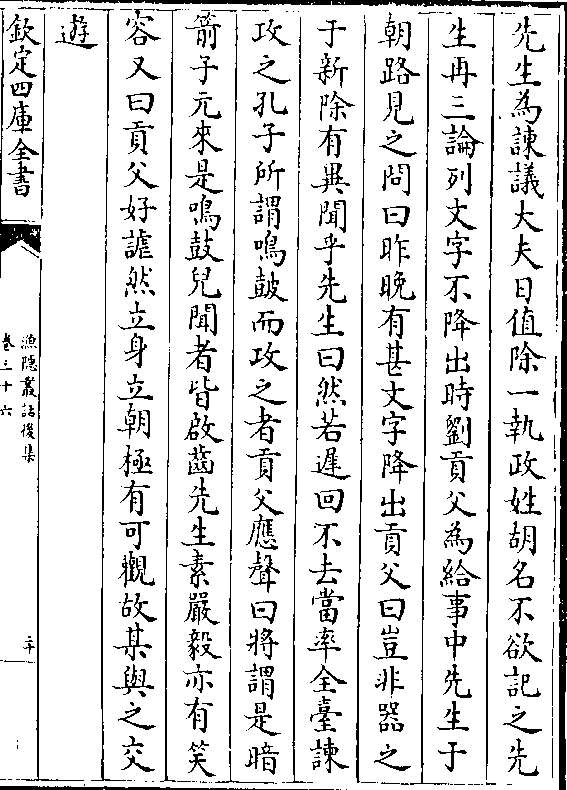 先生為諫議大夫日值除一執政姓胡名不欲記之先
生再三論列文字不降出時劉貢父為給事中先生于
朝路見之問曰昨晚有甚文字降出貢父曰豈非器之
于新除有異聞乎先生曰然若遲回不去當率全臺諫
攻之孔子所謂鳴鼓而攻之者貢父應聲曰將謂是暗
箭子元來是鳴鼓兒聞者皆啟齒先生素嚴毅亦有笑
容又曰貢父好謔然立身立朝極有可觀故某與之交
遊
欽定四庫全書
漁隱叢話後集
卷三十六
二十